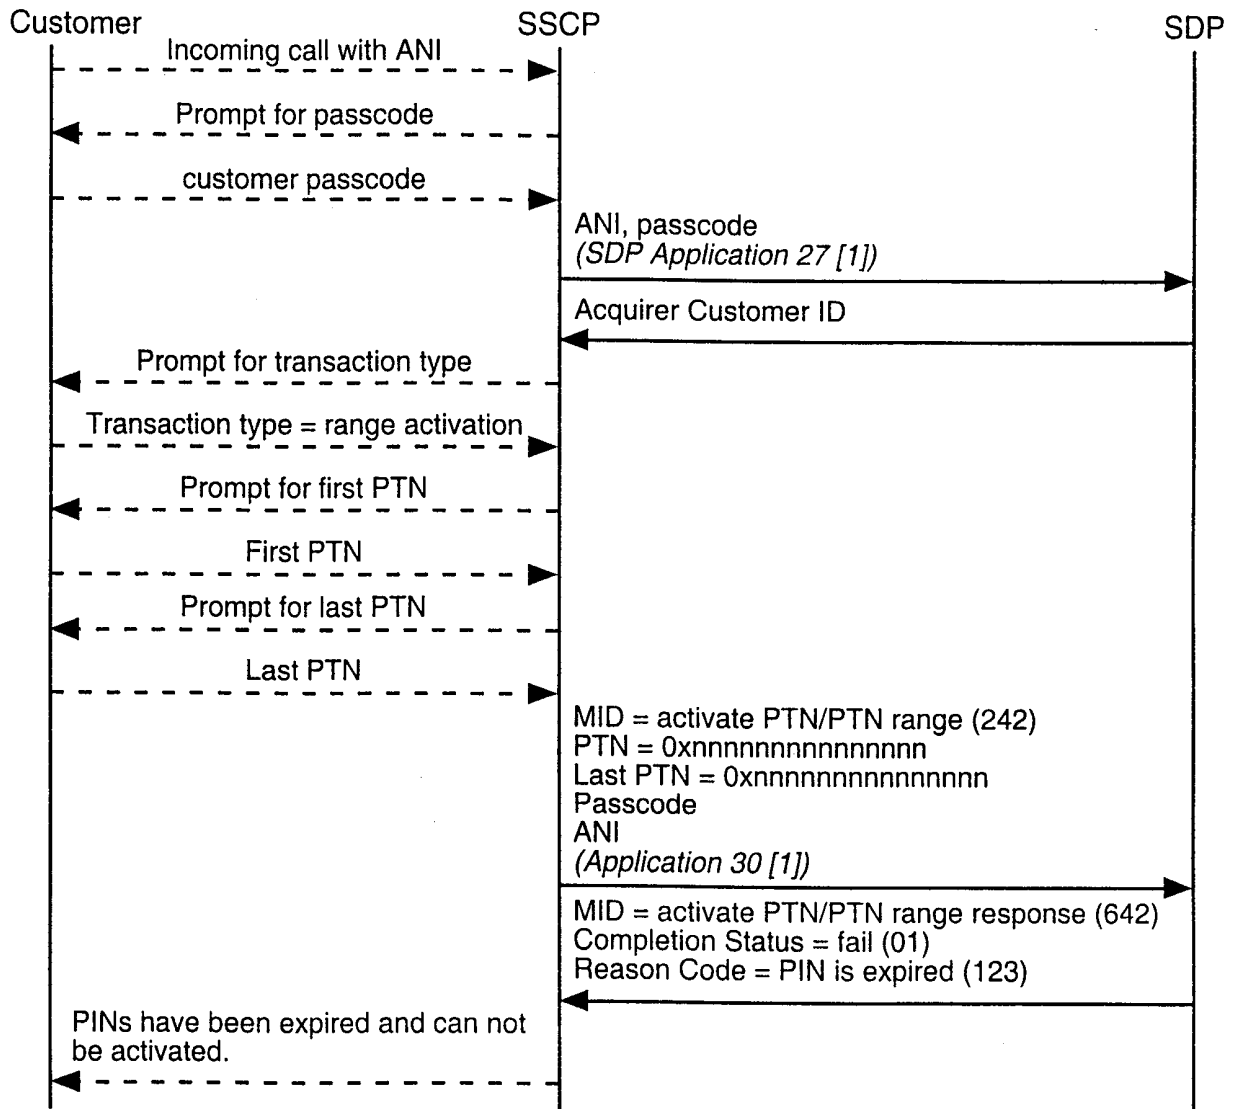 Customer
SSCP
SDP
Incoming call with ANI
Prompt for passcode
customer passcode
ANI, passcode
(SDP Application 27 [1])
Acquirer Customer ID
Prompt for transaction type
Transaction type = range activation
Prompt for first PTN
First PTN
Prompt for last PTN
Last PTN
MID = activate PTN/PTN range (242)
PTN = 0xnnnnnnnnnnnnnnnn
Last PTN = 0xnnnnnnnnnnnnnnnn
Passcode
ANI
(Application 30 [1])
MID = activate PTN/PTN range response (642)
Completion Status = fail (01)
Reason Code = PIN is expired (123)
PINs have been expired and can not
be activated.